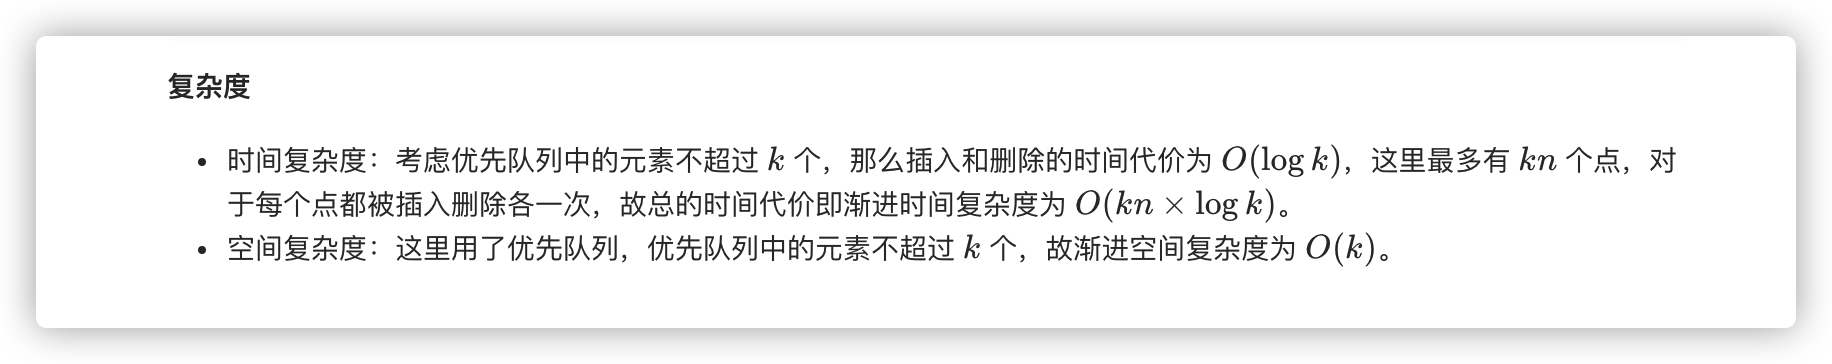 复杂度
• 时间复杂度：考虑优先队列中的元素不超过 k 个，那么插入和删除的时间代价为 O(log k)，这里最多有 kn 个点，对
于每个点都被插入删除各一次，故总的时间代价即渐进时间复杂度为 O(kn × log k)。
• 空间复杂度：这里用了优先队列，优先队列中的元素不超过 k 个，故渐进空间复杂度为 O(k)。